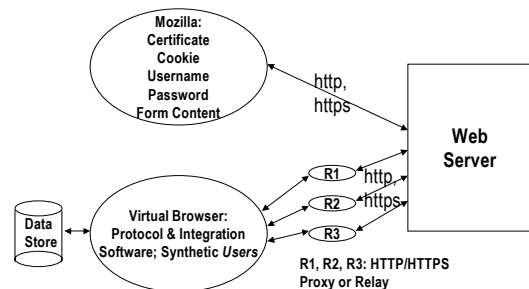 Mozilla:
Certificate
Cookie
Username
Password
Form Content
http,
https
Web
Server
R1
R2
R3
http,
https
Data
Store
Virtual Browser:
Protocol & Integration
Software; Synthetic Users
R1, R2, R3: HTTP/HTTPS
Proxy or Relay